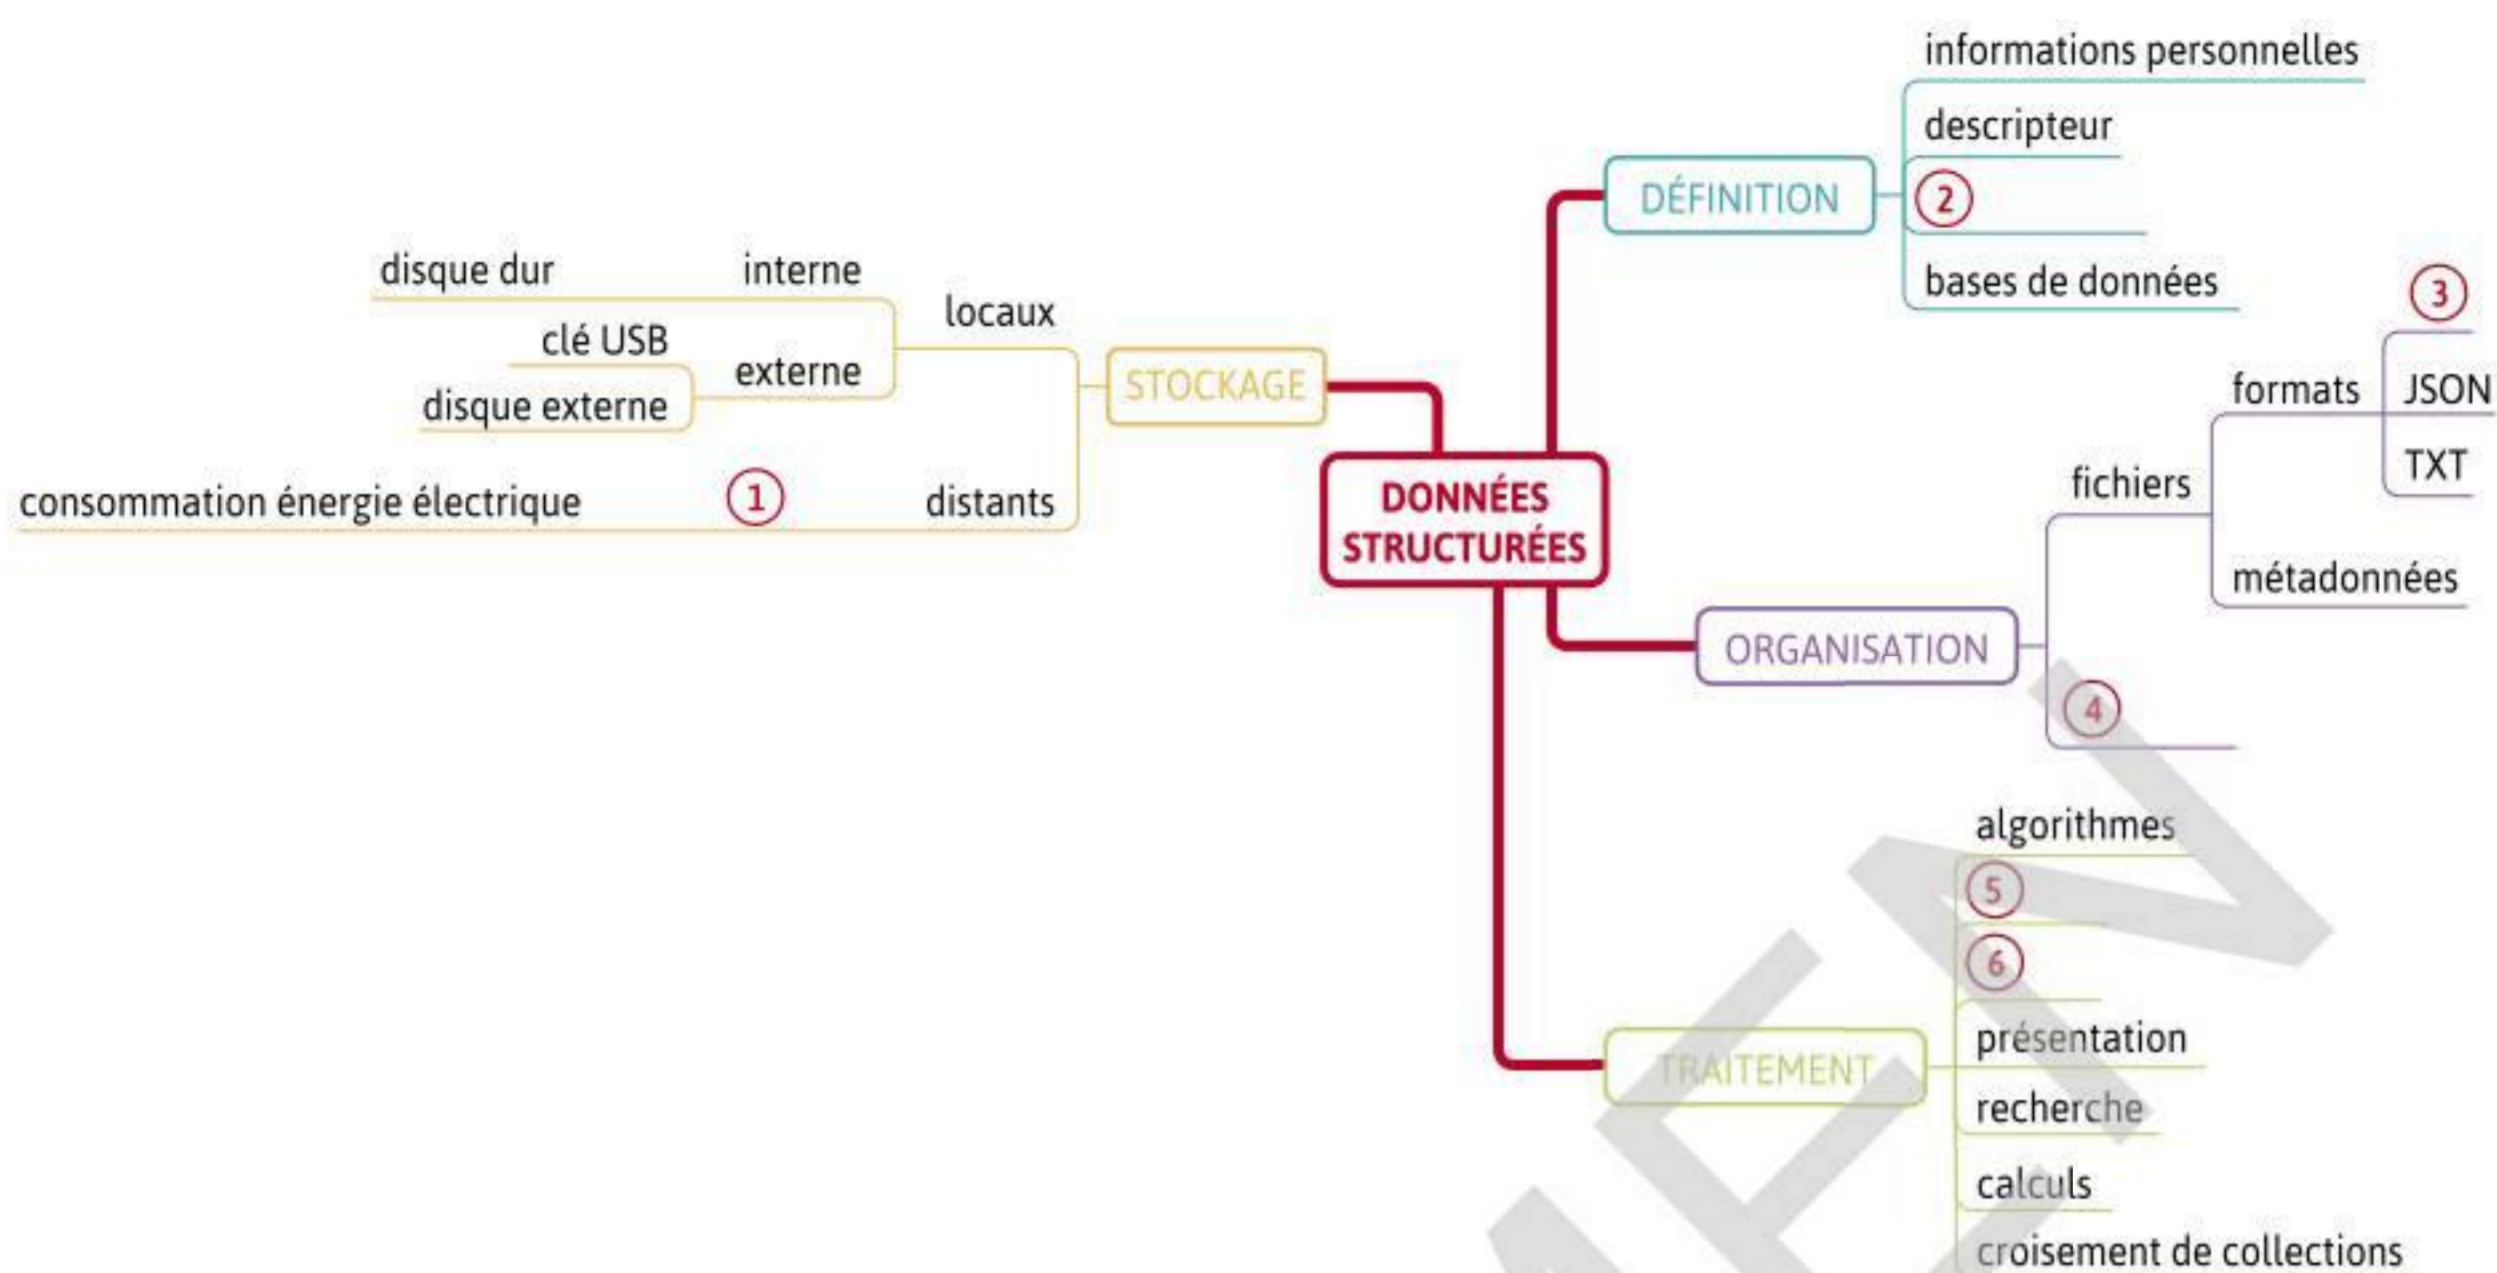 informations personnelles
descripteur
DÉFINITION
2
bases de données
disque dur
interne
locaux
clé USB
externe
disque externe
STOCKAGE
consommation énergie électrique
1
distants
DONNÉES
STRUCTURÉES
3
formats
JSON
TXT
fichiers
métadonnées
ORGANISATION
4
algorithmes
5
6
présentation
TRAITEMENT
recherche
calculs
croisement de collections